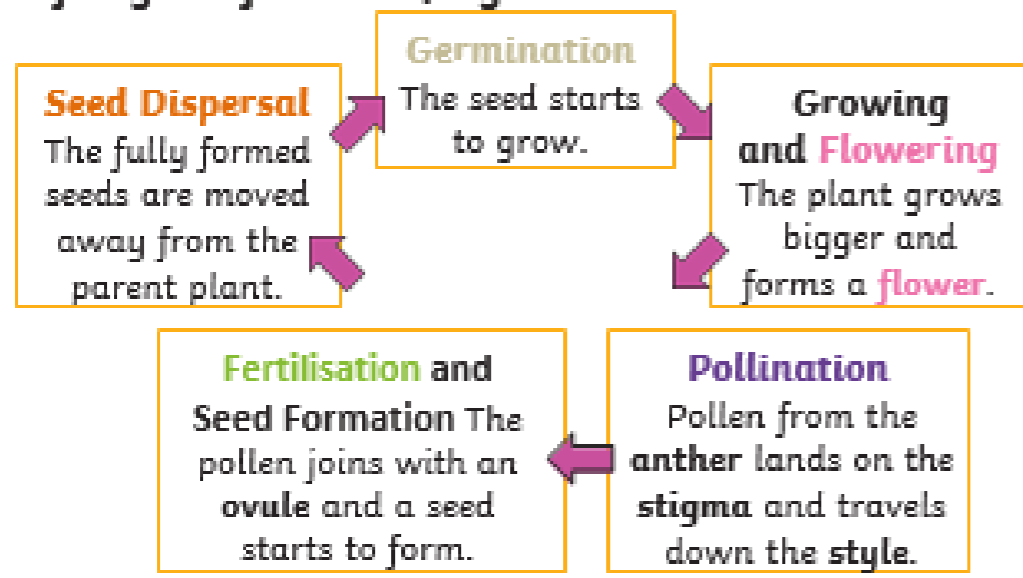 Germination
The seed starts
to grow.
Growing
and Flowering
The plant grows
bigger and
forms a flower.
Pollination
Pollen from the
anther lands on the
stigma and travels
down the style.
Fertilisation and
Seed Formation The
pollen joins with an
ovule and a seed
starts to form.
Seed Dispersal
The fully formed
seeds are moved
away from the
parent plant.